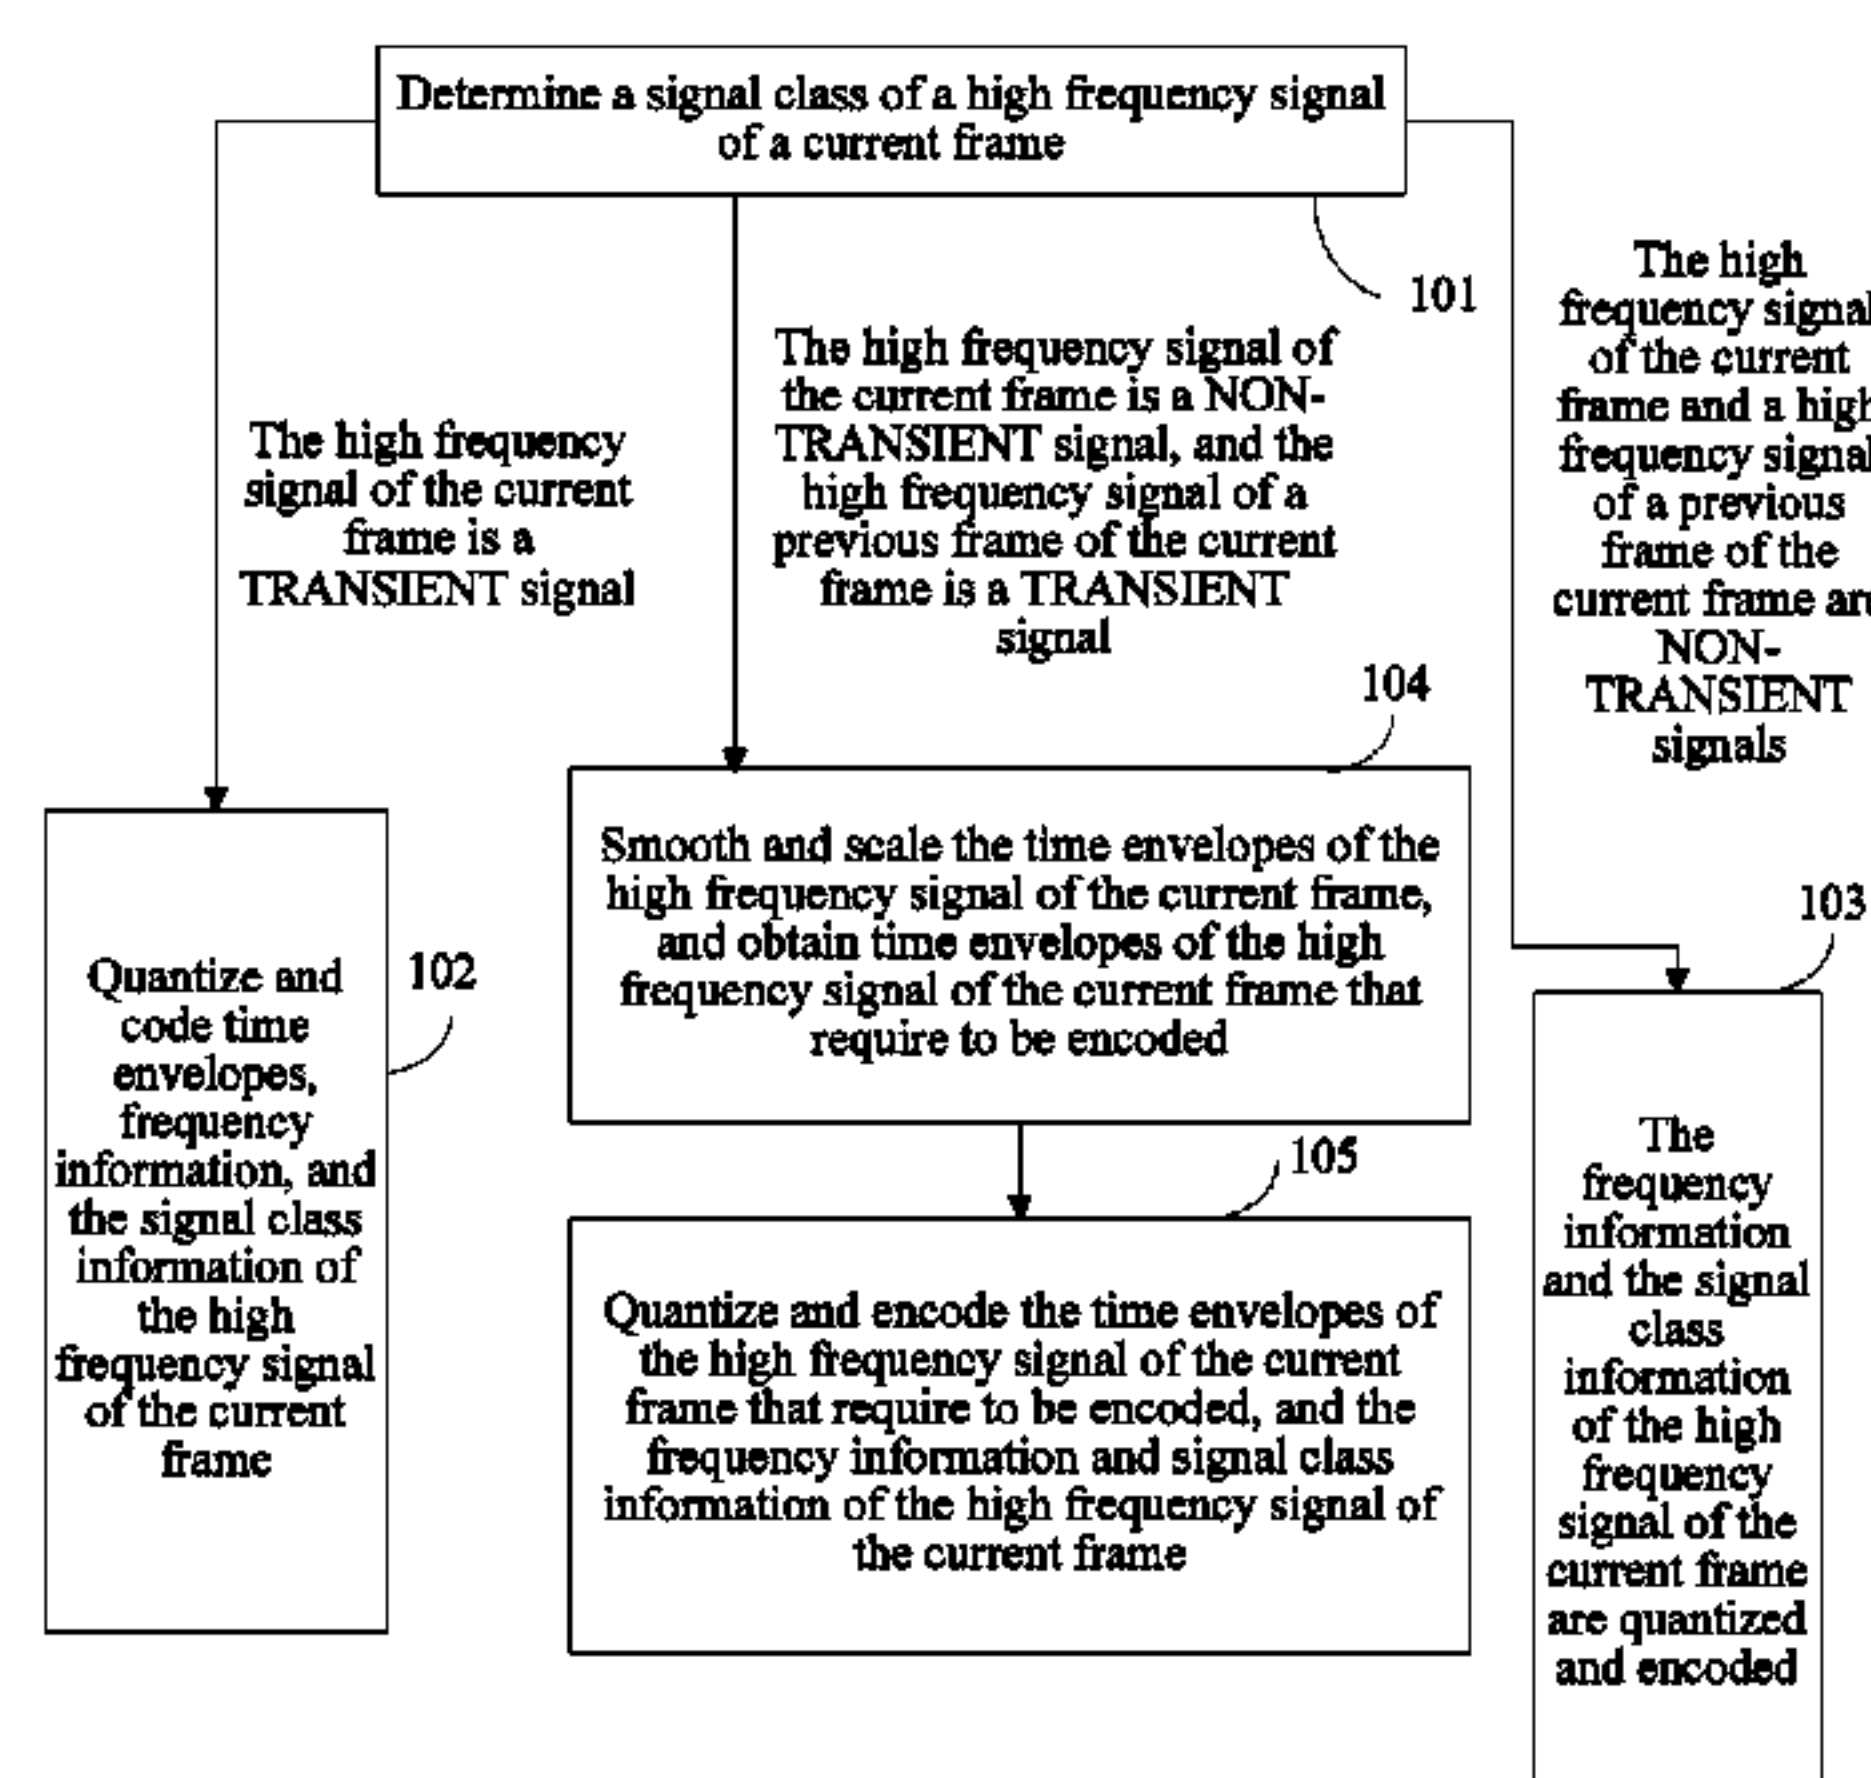 Determine a signal class of a high frequency signal
of a current frame
101
The high frequency
signal of the current
frame is a
TRANSIENT signal
The high frequency signal of
the current frame is a NON-
TRANSIENT signal, and the
high frequency signal of a
previous frame of the current
frame is a TRANSIENT
signal
The high
frequency signal
of the current
frame and a high
frequency signal
of a previous
frame of the
current frame are
NON-
TRANSIENT
signals
104
Smooth and scale the time envelopes of the
high frequency signal of the current frame,
and obtain time envelopes of the high
frequency signal of the current frame that
require to be encoded
103
102
Quantize and
code time
envelopes,
frequency
information, and
the signal class
information of
the high
frequency signal
of the current
frame
105
Quantize and encode the time envelopes of
the high frequency signal of the current
frame that require to be encoded, and the
frequency information and signal class
information of the high frequency signal of
the current frame
The
frequency
information
and the signal
class
information
of the high
frequency
signal of the
current frame
are quantized
and encoded